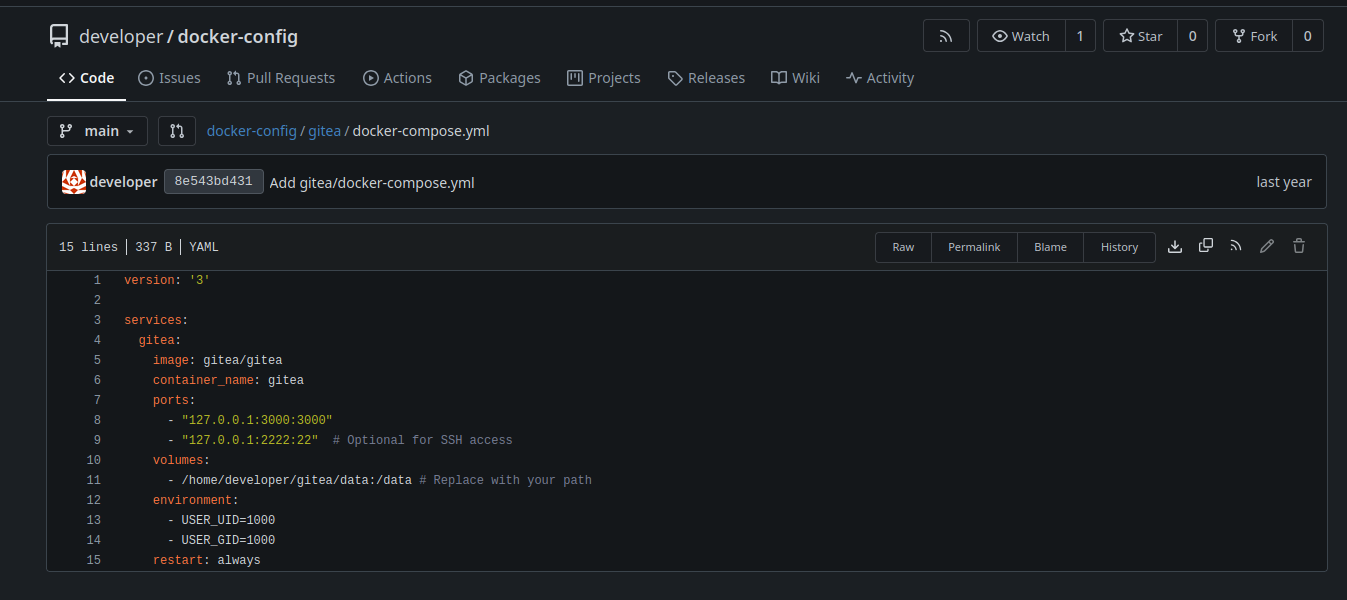 developer / docker-config
Watch 1 Star 0 Fork 0
Code Issues Pull Requests Actions Packages Projects Releases Wiki Activity
main docker-config / gitea / docker-compose.yml
developer 8e543bd431 Add gitea/docker-compose.yml last year
15 lines 337 B YAML Raw Permalink Blame History
1 version: '3'
2
3 services:
4   gitea:
5     image: gitea/gitea
6     container_name: gitea
7     ports:
8       - "127.0.0.1:3000:3000"
9       - "127.0.0.1:2222:22"  # Optional for SSH access
10     volumes:
11       - /home/developer/gitea/data:/data # Replace with your path
12     environment:
13       - USER_UID=1000
14       - USER_GID=1000
15     restart: always